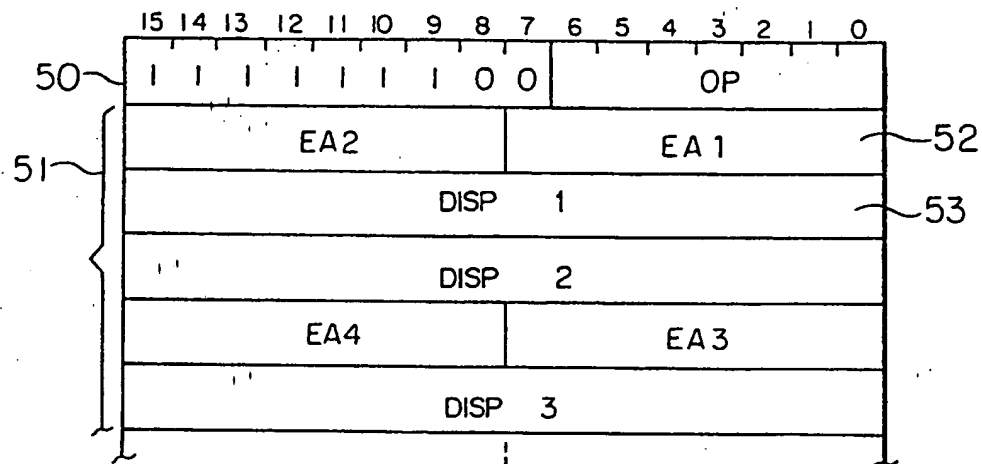 15 14 13 12 11 10 9 8 7 6 5 4 3 2 1 0
50 1 1 1 1 1 1 1 0 0 OP
EA2 EA1 52
51
DISP 1 53
DISP 2
EA4 EA3
DISP 3